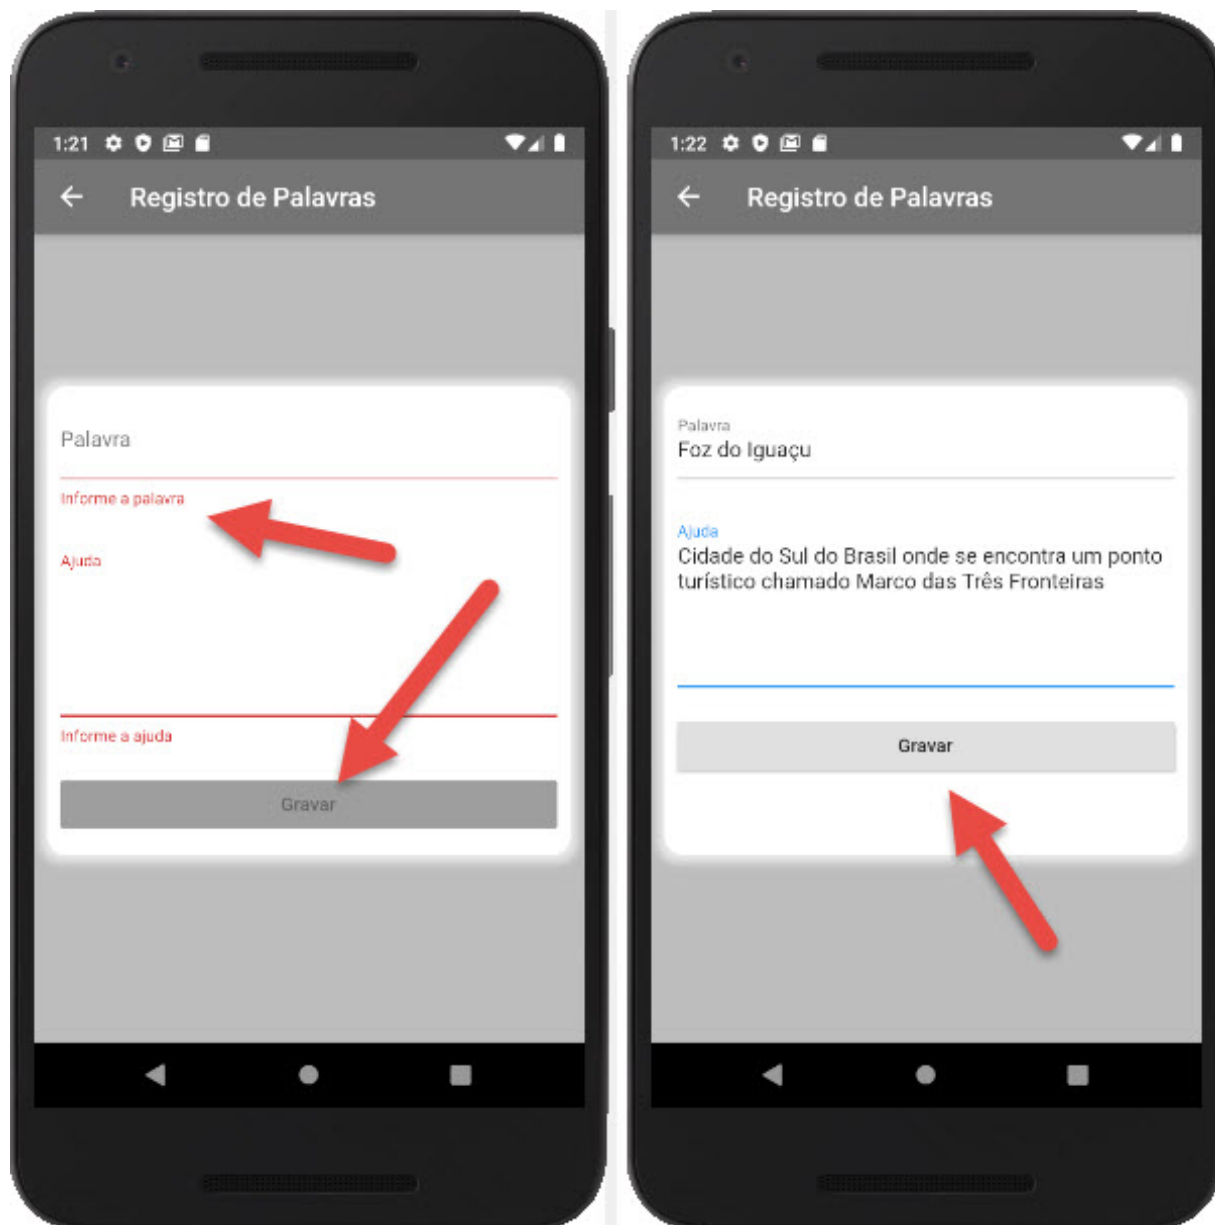 1:21
Registro de Palavras
Palavra
Informe a palavra
Ajuda
Informe a ajuda
Gravar
1:22
Registro de Palavras
Palavra
Foz do Iguaçu
Ajuda
Cidade do Sul do Brasil onde se encontra um ponto
turístico chamado Marco das Três Fronteiras
Gravar